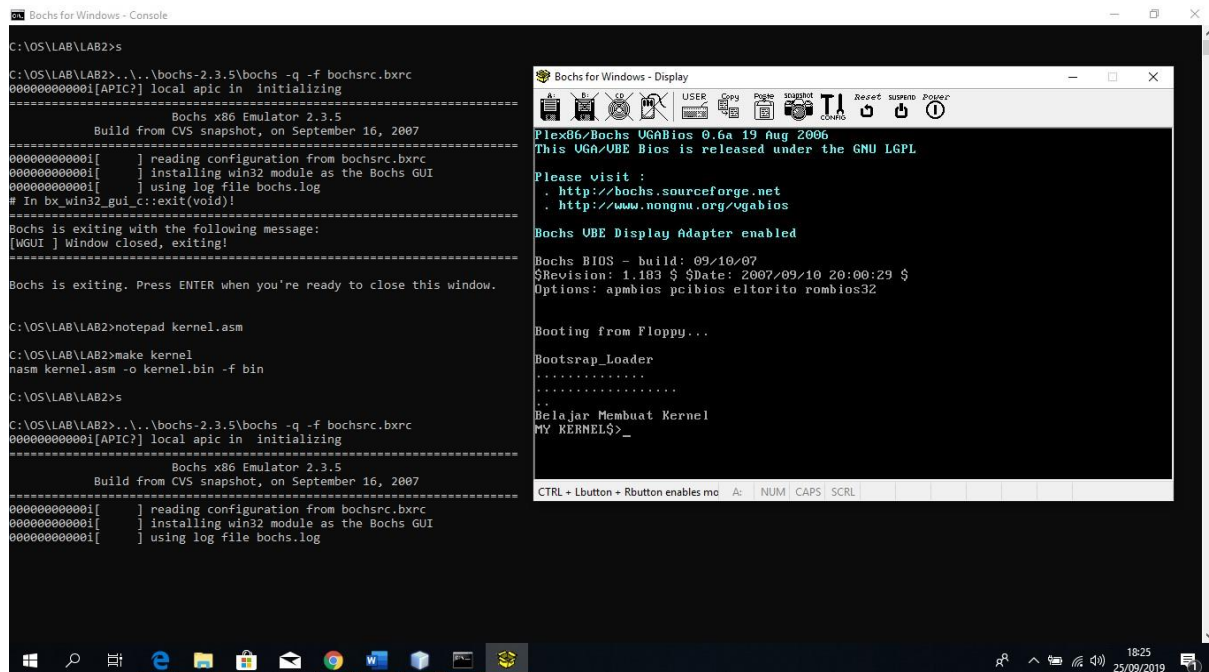 Bochs for Windows - Console
C:\OS\LAB\LAB2>s
C:\OS\LAB\LAB2>..\..\bochs-2.3.5\bochs -q -f bochsrc.bxrc
00000000000i[APIC?] local apic in  initializing
========================================================================
Bochs x86 Emulator 2.3.5
Build from CVS snapshot, on September 16, 2007
========================================================================
00000000000i[     ] reading configuration from bochsrc.bxrc
00000000000i[     ] installing win32 module as the Bochs GUI
00000000000i[     ] using log file bochs.log
# In bx_win32_gui_c::exit(void)!
========================================================================
Bochs is exiting with the following message:
[WGUI ] Window closed, exiting!
========================================================================
Bochs is exiting. Press ENTER when you're ready to close this window.
C:\OS\LAB\LAB2>notepad kernel.asm
C:\OS\LAB\LAB2>make kernel
nasm kernel.asm -o kernel.bin -f bin
C:\OS\LAB\LAB2>s
C:\OS\LAB\LAB2>..\..\bochs-2.3.5\bochs -q -f bochsrc.bxrc
00000000000i[APIC?] local apic in  initializing
========================================================================
Bochs x86 Emulator 2.3.5
Build from CVS snapshot, on September 16, 2007
========================================================================
00000000000i[     ] reading configuration from bochsrc.bxrc
00000000000i[     ] installing win32 module as the Bochs GUI
00000000000i[     ] using log file bochs.log
Bochs for Windows - Display
A: B: CD USER Copy Paste snapshot CONFIG Reset SUSPEND Power
Plex86/Bochs VGABios 0.6a 19 Aug 2006
This VGA/VBE Bios is released under the GNU LGPL
Please visit :
. http://bochs.sourceforge.net
. http://www.nongnu.org/vgabios
Bochs VBE Display Adapter enabled
Bochs BIOS - build: 09/10/07
$Revision: 1.183 $ $Date: 2007/09/10 20:00:29 $
Options: apmbios pcibios eltorito rombios32
Booting from Floppy...
Bootsrap_Loader
..............
..................
..
Belajar Membuat Kernel
MY KERNEL$>_
CTRL + Lbutton + Rbutton enables mo A: NUM CAPS SCRL
18:25
25/09/2019